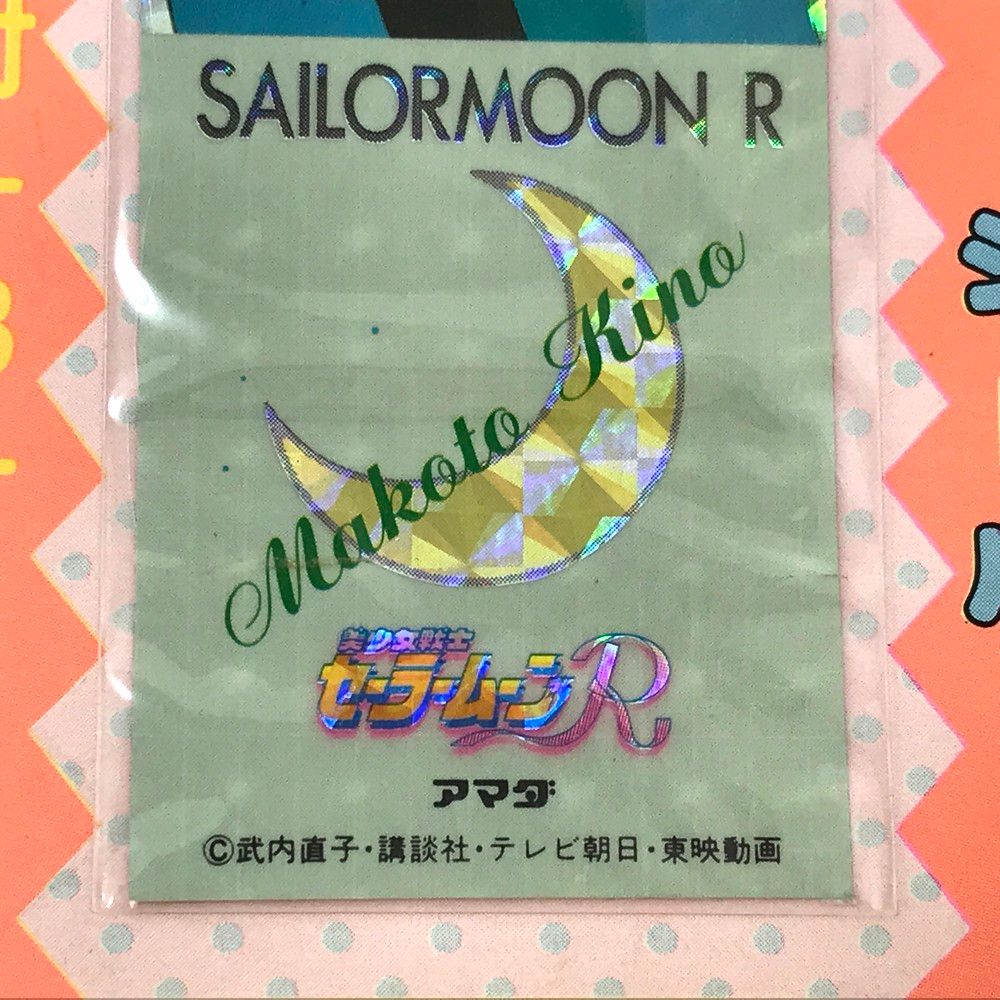 SAILORMOON R
Makoto Kino
美少女戦士
セーラームーンR
アマダ
©武内直子・講談社・テレビ朝日・東映動画